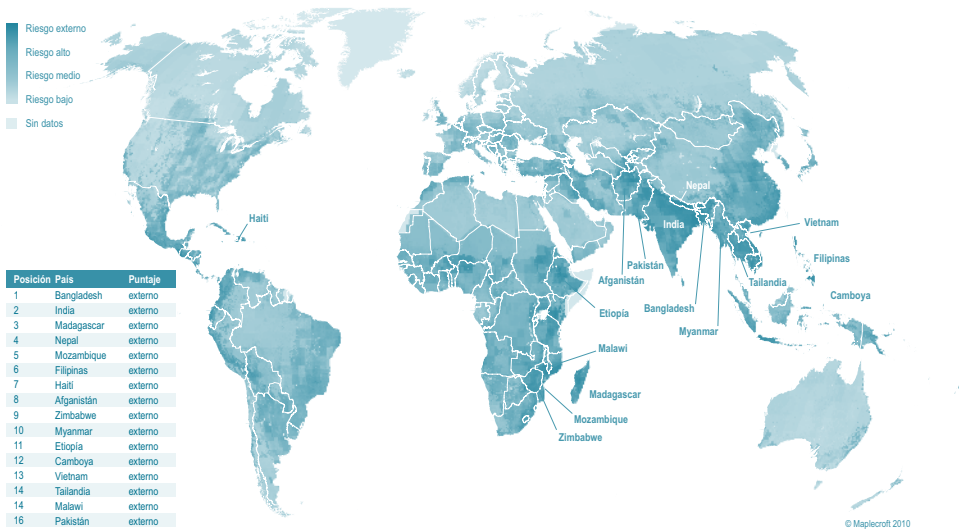 Riesgo externo
Riesgo alto
Riesgo medio
Riesgo bajo
Sin datos
Nepal
Haití
India
Vietnam
Filipinas
Pakistán
Afganistán
Tailandia
Camboya
Bangladesh
Etiopía
Myanmar
Malawi
Madagascar
Mozambique
Zimbabwe
Posición País Puntaje
1 Bangladesh externo
2 India externo
3 Madagascar externo
4 Nepal externo
5 Mozambique externo
6 Filipinas externo
7 Haití externo
8 Afganistán externo
9 Zimbabwe externo
10 Myanmar externo
11 Etiopía externo
12 Camboya externo
13 Vietnam externo
14 Tailandia externo
14 Malawi externo
16 Pakistán externo
© Maplecroft 2010